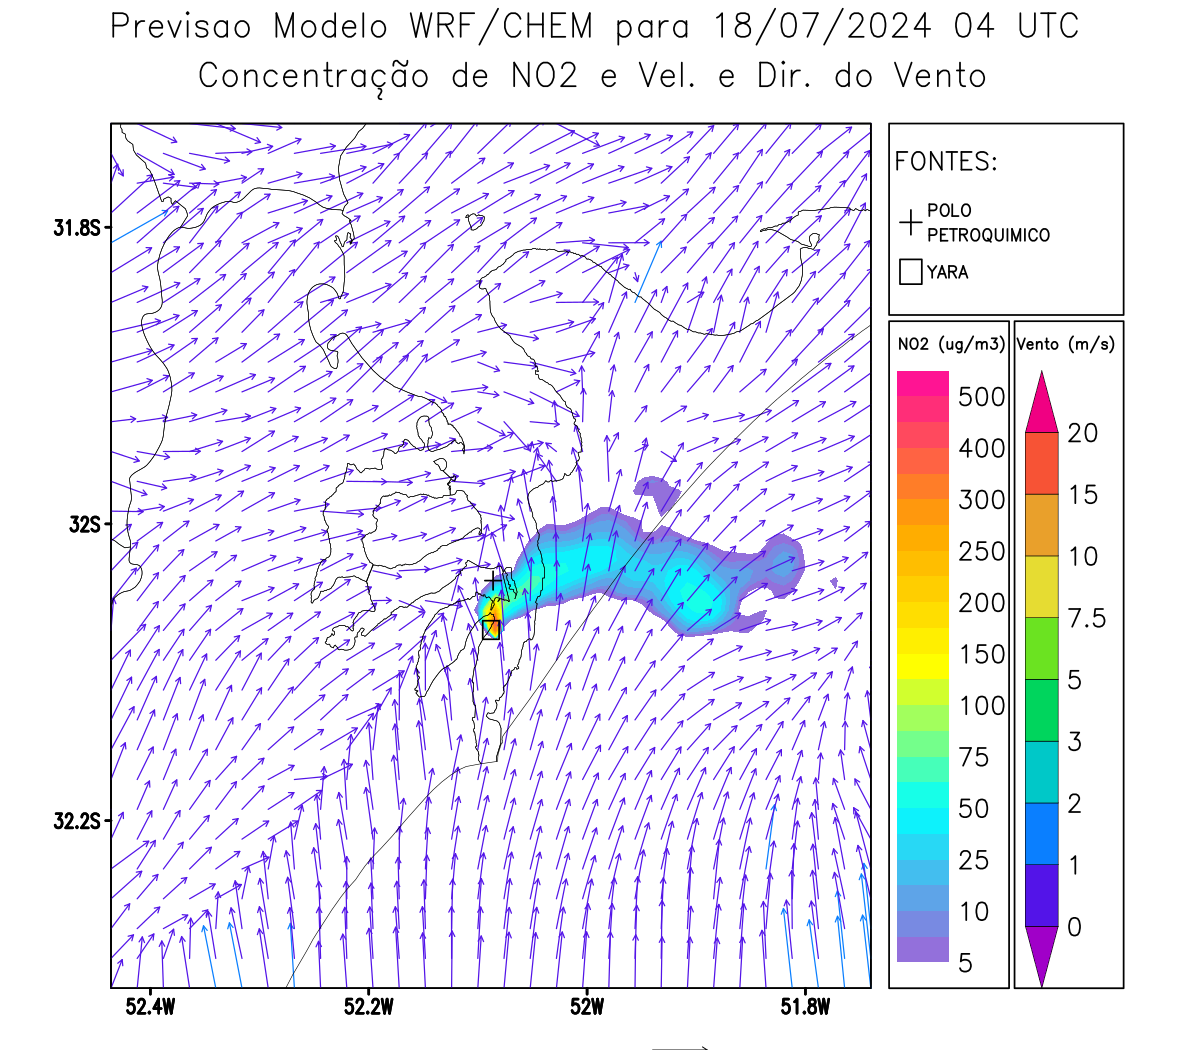 Previsao Modelo WRF/CHEM para 18/07/2024 04 UTC
Concentração de NO2 e Vel. e Dir. do Vento
FONTES:
POLO
PETROQUIMICO
YARA
31.8S
32S
32.2S
52.4W
52.2W
52W
51.8W
NO2 (ug/m3)
500
400
300
250
200
150
100
75
50
25
10
5
Vento (m/s)
20
15
10
7.5
5
3
2
1
0